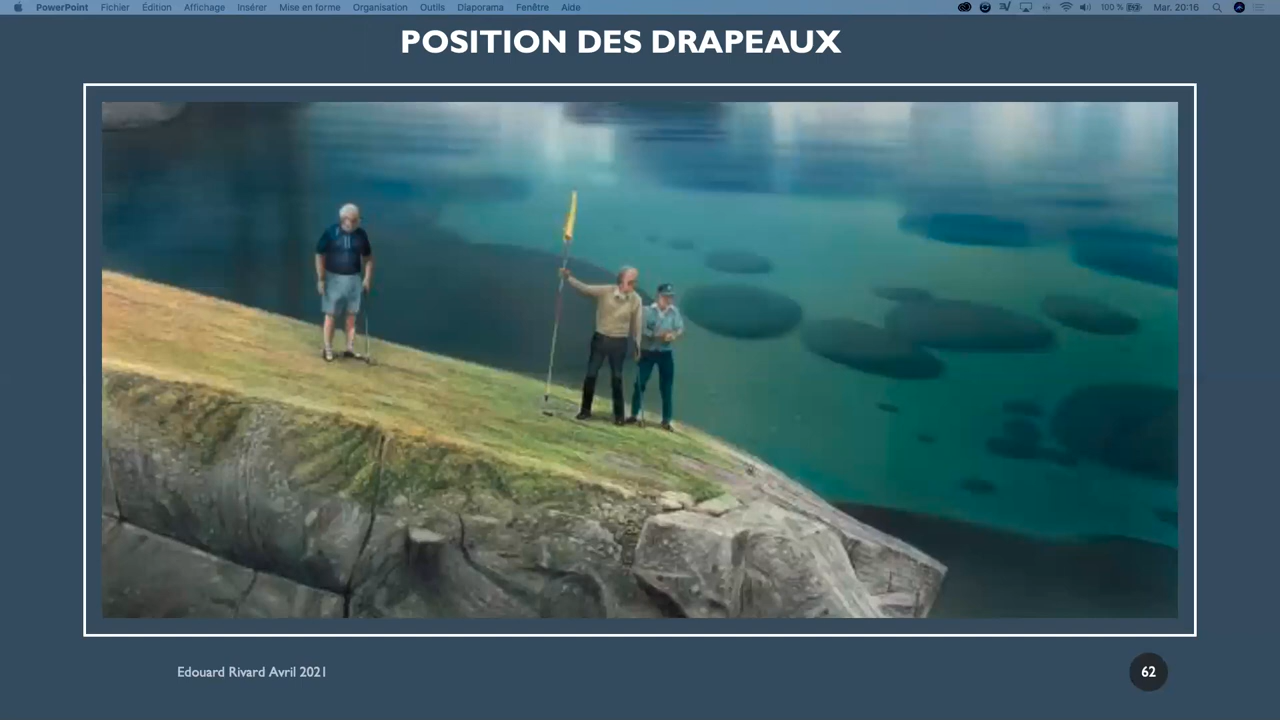 PowerPoint Fichier Édition Affichage Insérer Mise en forme Organisation Outils Diaporama Fenêtre Aide 100 % Mar. 20:16
POSITION DES DRAPEAUX
Edouard Rivard Avril 2021
62